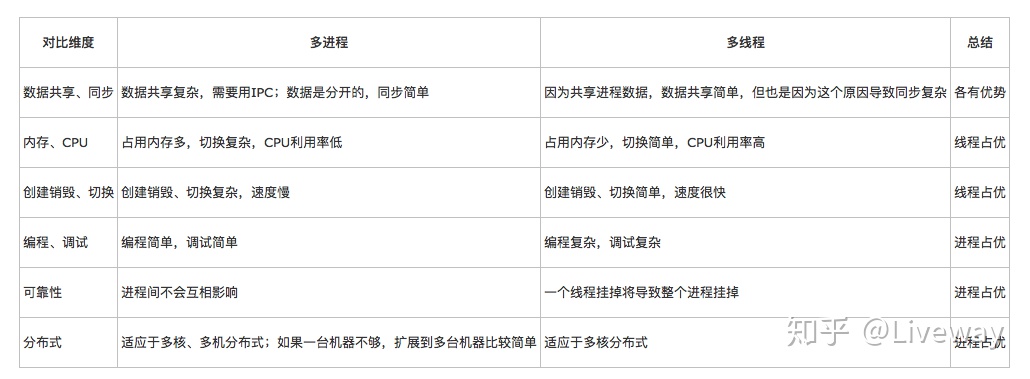 对比维度 多进程 多线程 总结
数据共享、同步 数据共享复杂，需要用IPC；数据是分开的，同步简单 因为共享进程数据，数据共享简单，但也是因为这个原因导致同步复杂 各有优势
内存、CPU 占用内存多，切换复杂，CPU利用率低 占用内存少，切换简单，CPU利用率高 线程占优
创建销毁、切换 创建销毁、切换复杂，速度慢 创建销毁、切换简单，速度很快 线程占优
编程、调试 编程简单，调试简单 编程复杂，调试复杂 进程占优
可靠性 进程间不会互相影响 一个线程挂掉将导致整个进程挂掉 进程占优
分布式 适应于多核、多机分布式；如果一台机器不够，扩展到多台机器比较简单 适应于多核分布式 进程占优
知乎 @Liveway